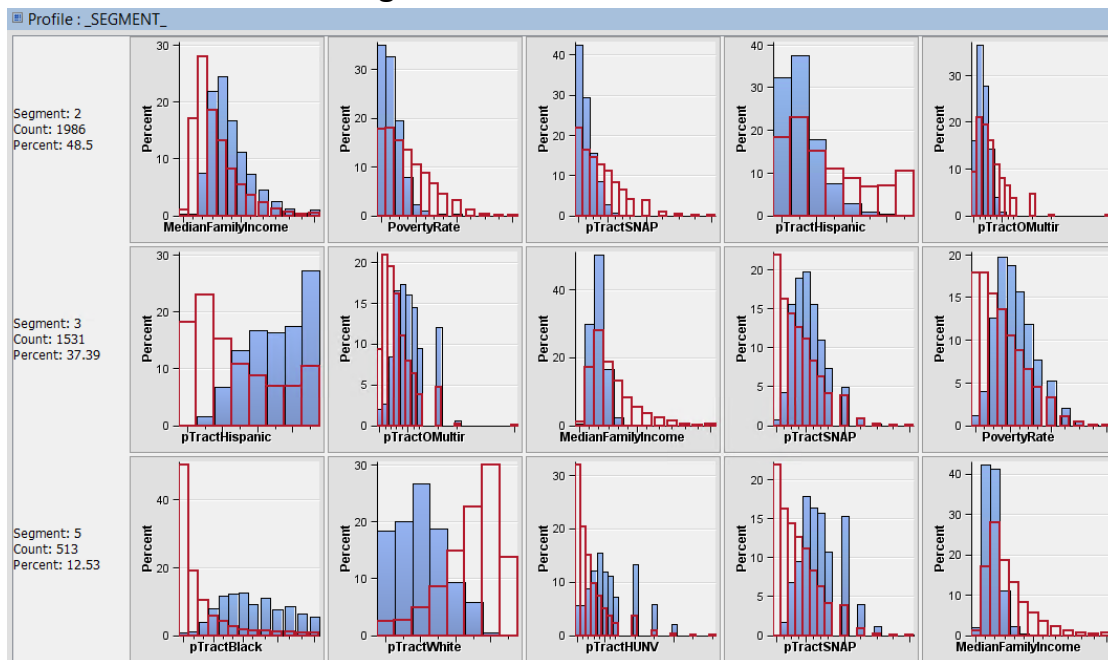 Profile : _SEGMENT_
Segment: 2
Count: 1986
Percent: 48.5
Percent
30
20
10
0
MedianFamilyIncome
Percent
30
20
10
0
PovertyRate
Percent
40
30
20
10
0
pTractSNAP
Percent
40
30
20
10
0
pTractHispanic
Percent
30
20
10
0
pTractOMultir
Segment: 3
Count: 1531
Percent: 37.39
Percent
30
20
10
0
pTractHispanic
Percent
20
15
10
5
0
pTractOMultir
Percent
40
20
0
MedianFamilyIncome
Percent
20
15
10
5
0
pTractSNAP
Percent
20
15
10
5
0
PovertyRate
Segment: 5
Count: 513
Percent: 12.53
Percent
40
20
0
pTractBlack
Percent
30
20
10
0
pTractWhite
Percent
30
20
10
0
pTractHUNV
Percent
20
15
10
5
0
pTractSNAP
Percent
40
30
20
10
0
MedianFamilyIncome